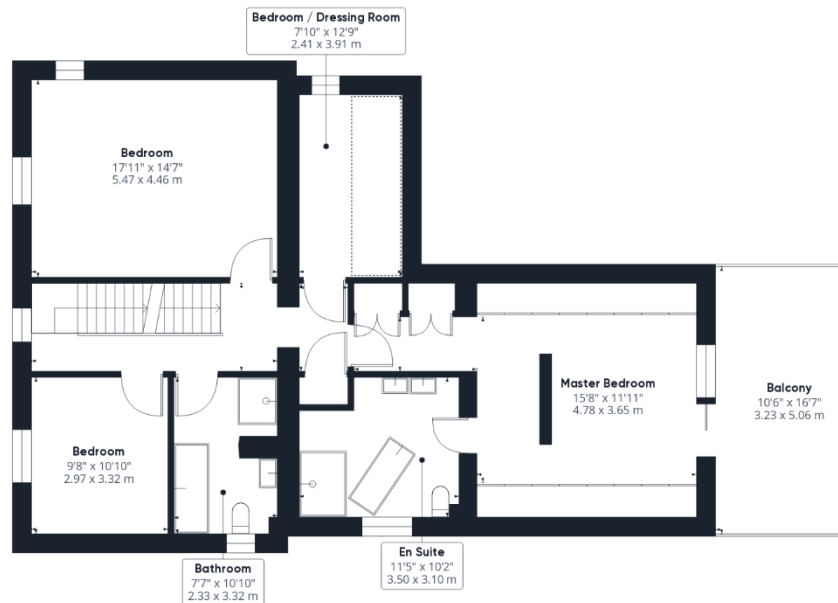 Bedroom / Dressing Room
7'10" x 12'9"
2.41 x 3.91 m
Bedroom
17'11" x 14'7"
5.47 x 4.46 m
Master Bedroom
15'8" x 11'11"
4.78 x 3.65 m
Balcony
10'6" x 16'7"
3.23 x 5.06 m
Bedroom
9'8" x 10'10"
2.97 x 3.32 m
Bathroom
7'7" x 10'10"
2.33 x 3.32 m
En Suite
11'5" x 10'2"
3.50 x 3.10 m